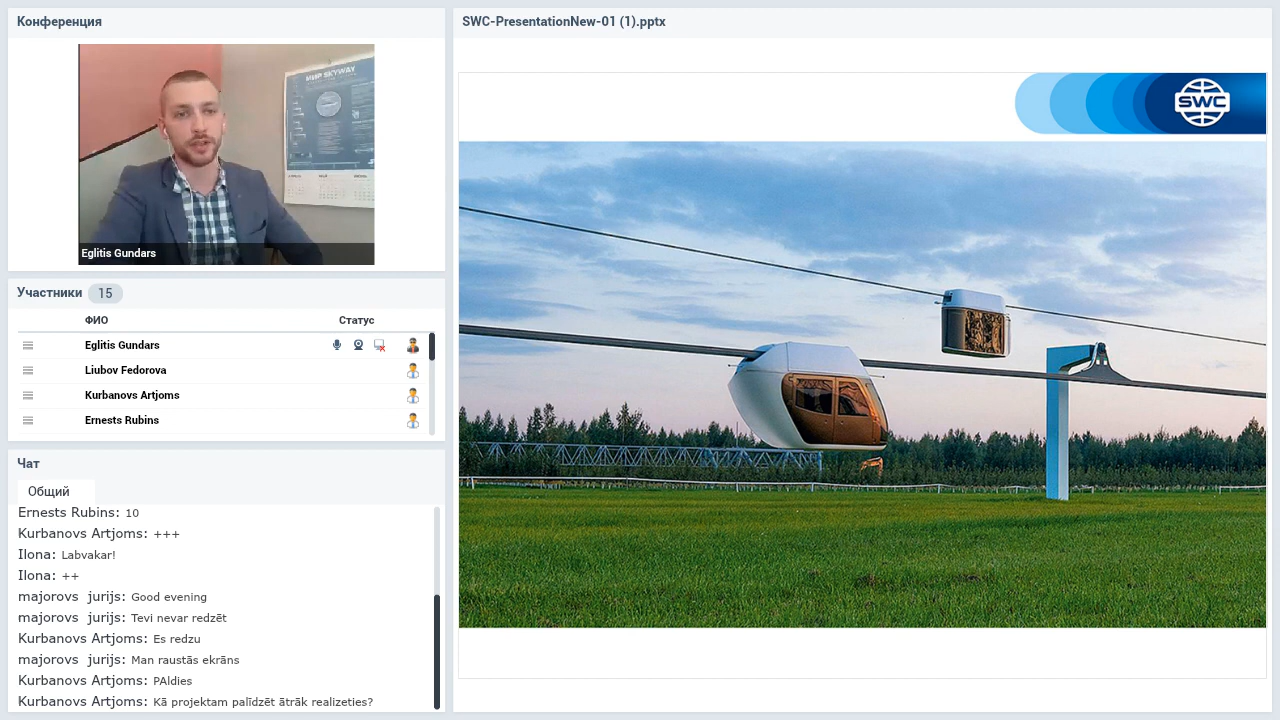 Конференция
МИР SKYWAY
Eglitis Gundars
Участники 15
ФИО Статус
Eglitis Gundars
Liubov Fedorova
Kurbanovs Artjoms
Ernests Rubins
Чат
Общий
Ernests Rubins: 10
Kurbanovs Artjoms: +++
Ilona: Labvakar!
Ilona: ++
majorovs jurijs: Good evening
majorovs jurijs: Tevi nevar redzēt
Kurbanovs Artjoms: Es redzu
majorovs jurijs: Man raustās ekrāns
Kurbanovs Artjoms: PAldies
Kurbanovs Artjoms: Kā projektam palīdzēt ātrāk realizeties?
SWC-PresentationNew-01 (1).pptx
SWC